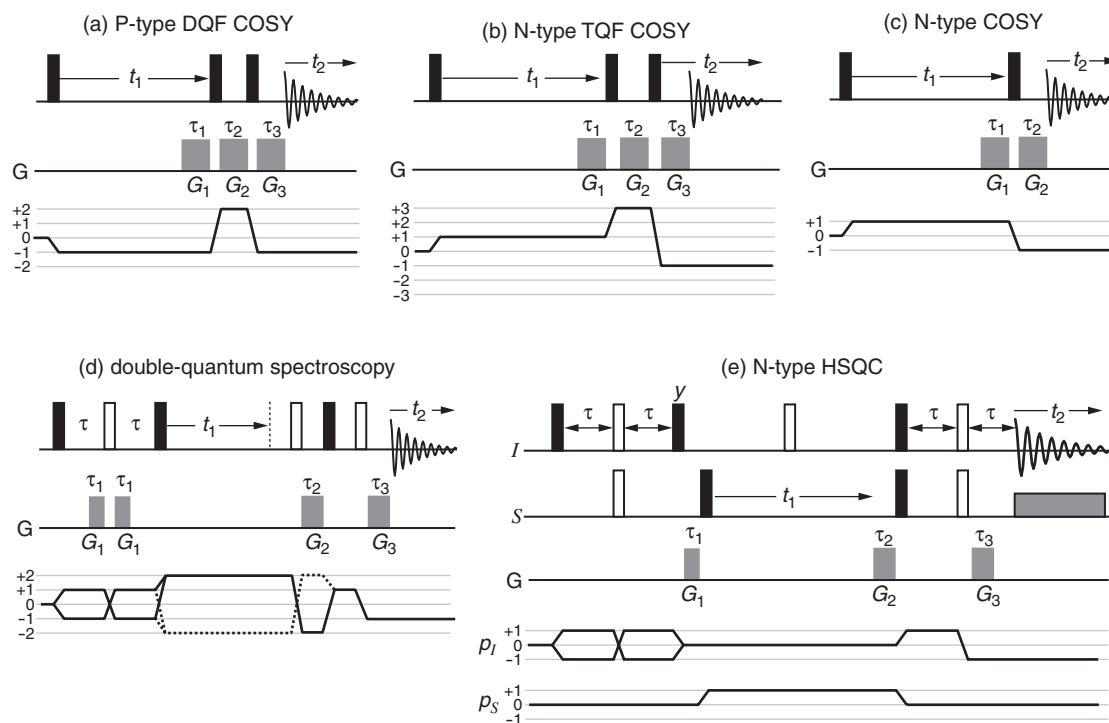 (a) P-type DQF COSY
t₁
t₂
τ₁ τ₂ τ₃
G
G₁ G₂ G₃
+2
+1
0
−1
−2
(b) N-type TQF COSY
t₁
t₂
τ₁ τ₂ τ₃
G
G₁ G₂ G₃
+3
+2
+1
0
−1
−2
−3
(c) N-type COSY
t₁
t₂
τ₁ τ₂
G
G₁ G₂
+1
0
−1
(d) double-quantum spectroscopy
τ τ t₁
t₂
τ₁ τ₁ τ₂ τ₃
G
G₁ G₁ G₂ G₃
+2
+1
0
−1
−2
(e) N-type HSQC
y
τ τ τ τ t₂
I
t₁
S
τ₁ τ₂ τ₃
G
G₁ G₂ G₃
+1
p_I 0
−1
+1
p_S 0
−1